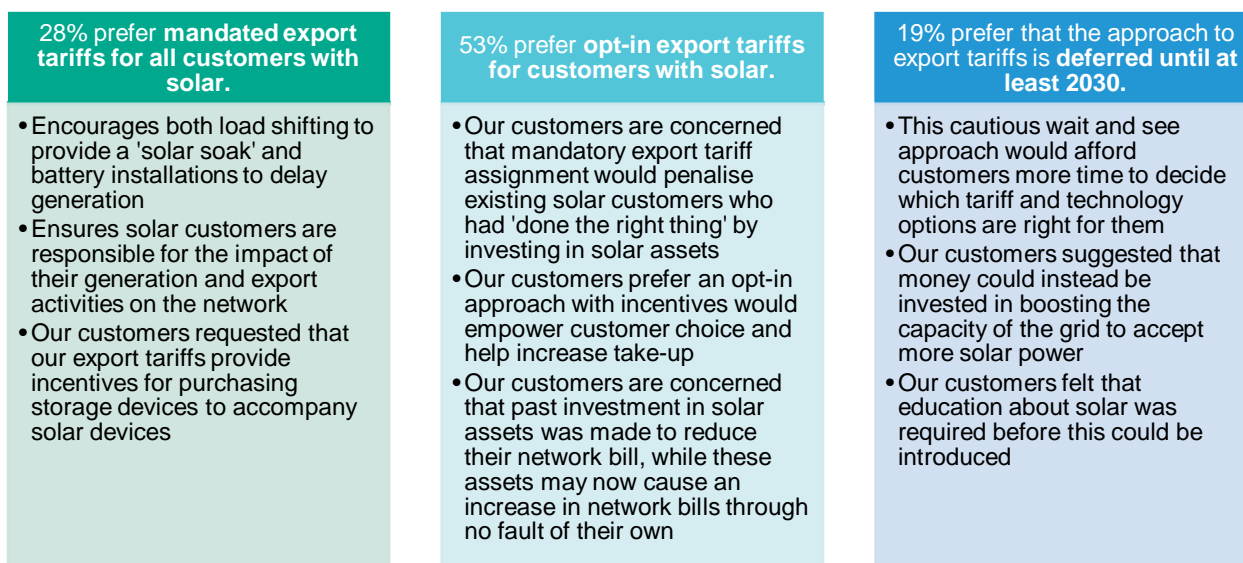 28% prefer mandated export
tariffs for all customers with
solar.
• Encourages both load shifting to
provide a 'solar soak' and
battery installations to delay
generation
• Ensures solar customers are
responsible for the impact of
their generation and export
activities on the network
• Our customers requested that
our export tariffs provide
incentives for purchasing
storage devices to accompany
solar devices
53% prefer opt-in export tariffs
for customers with solar.
• Our customers are concerned
that mandatory export tariff
assignment would penalise
existing solar customers who
had 'done the right thing' by
investing in solar assets
• Our customers prefer an opt-in
approach with incentives would
empower customer choice and
help increase take-up
• Our customers are concerned
that past investment in solar
assets was made to reduce
their network bill, while these
assets may now cause an
increase in network bills through
no fault of their own
19% prefer that the approach to
export tariffs is deferred until at
least 2030.
• This cautious wait and see
approach would afford
customers more time to decide
which tariff and technology
options are right for them
• Our customers suggested that
money could instead be
invested in boosting the
capacity of the grid to accept
more solar power
• Our customers felt that
education about solar was
required before this could be
introduced